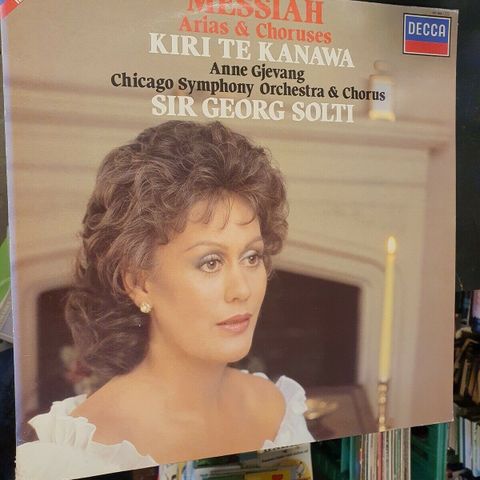 MESSIAH
Arias & Choruses
KIRI TE KANAWA
Anne Gjevang
Chicago Symphony Orchestra & Chorus
SIR GEORG SOLTI
DECCA